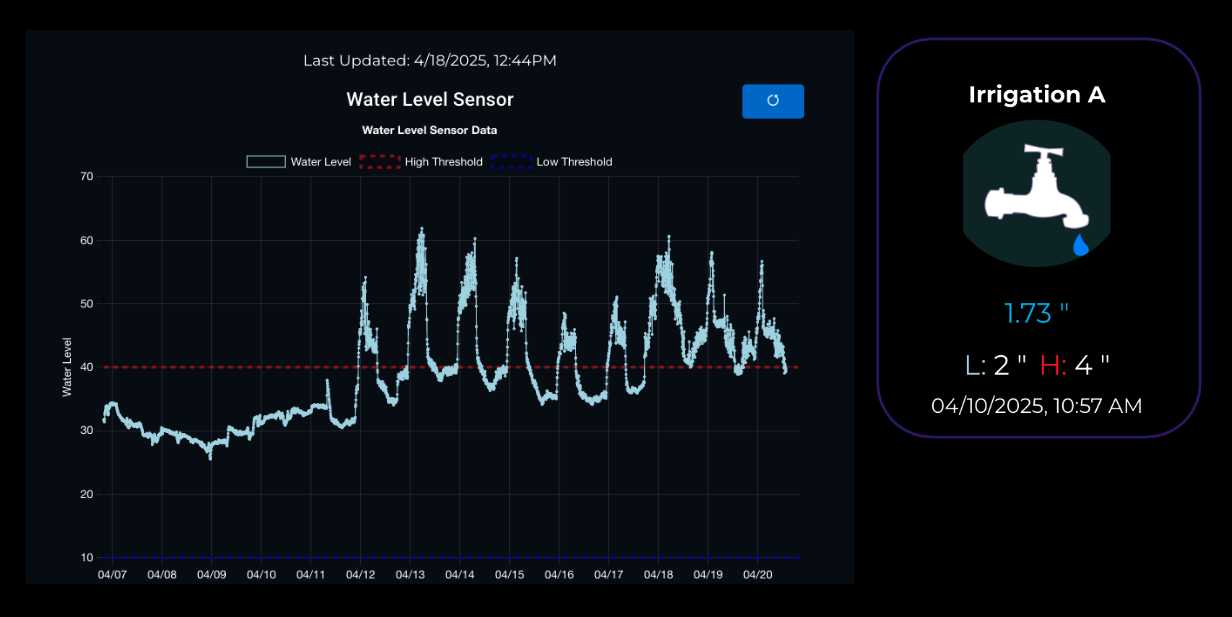 Last Updated: 4/18/2025, 12:44PM
Water Level Sensor
Water Level Sensor Data
Water Level High Threshold Low Threshold
70
60
50
40
30
20
10
Water Level
04/07 04/08 04/09 04/10 04/11 04/12 04/13 04/14 04/15 04/16 04/17 04/18 04/19 04/20
Irrigation A
1.73 "
L: 2 " H: 4 "
04/10/2025, 10:57 AM